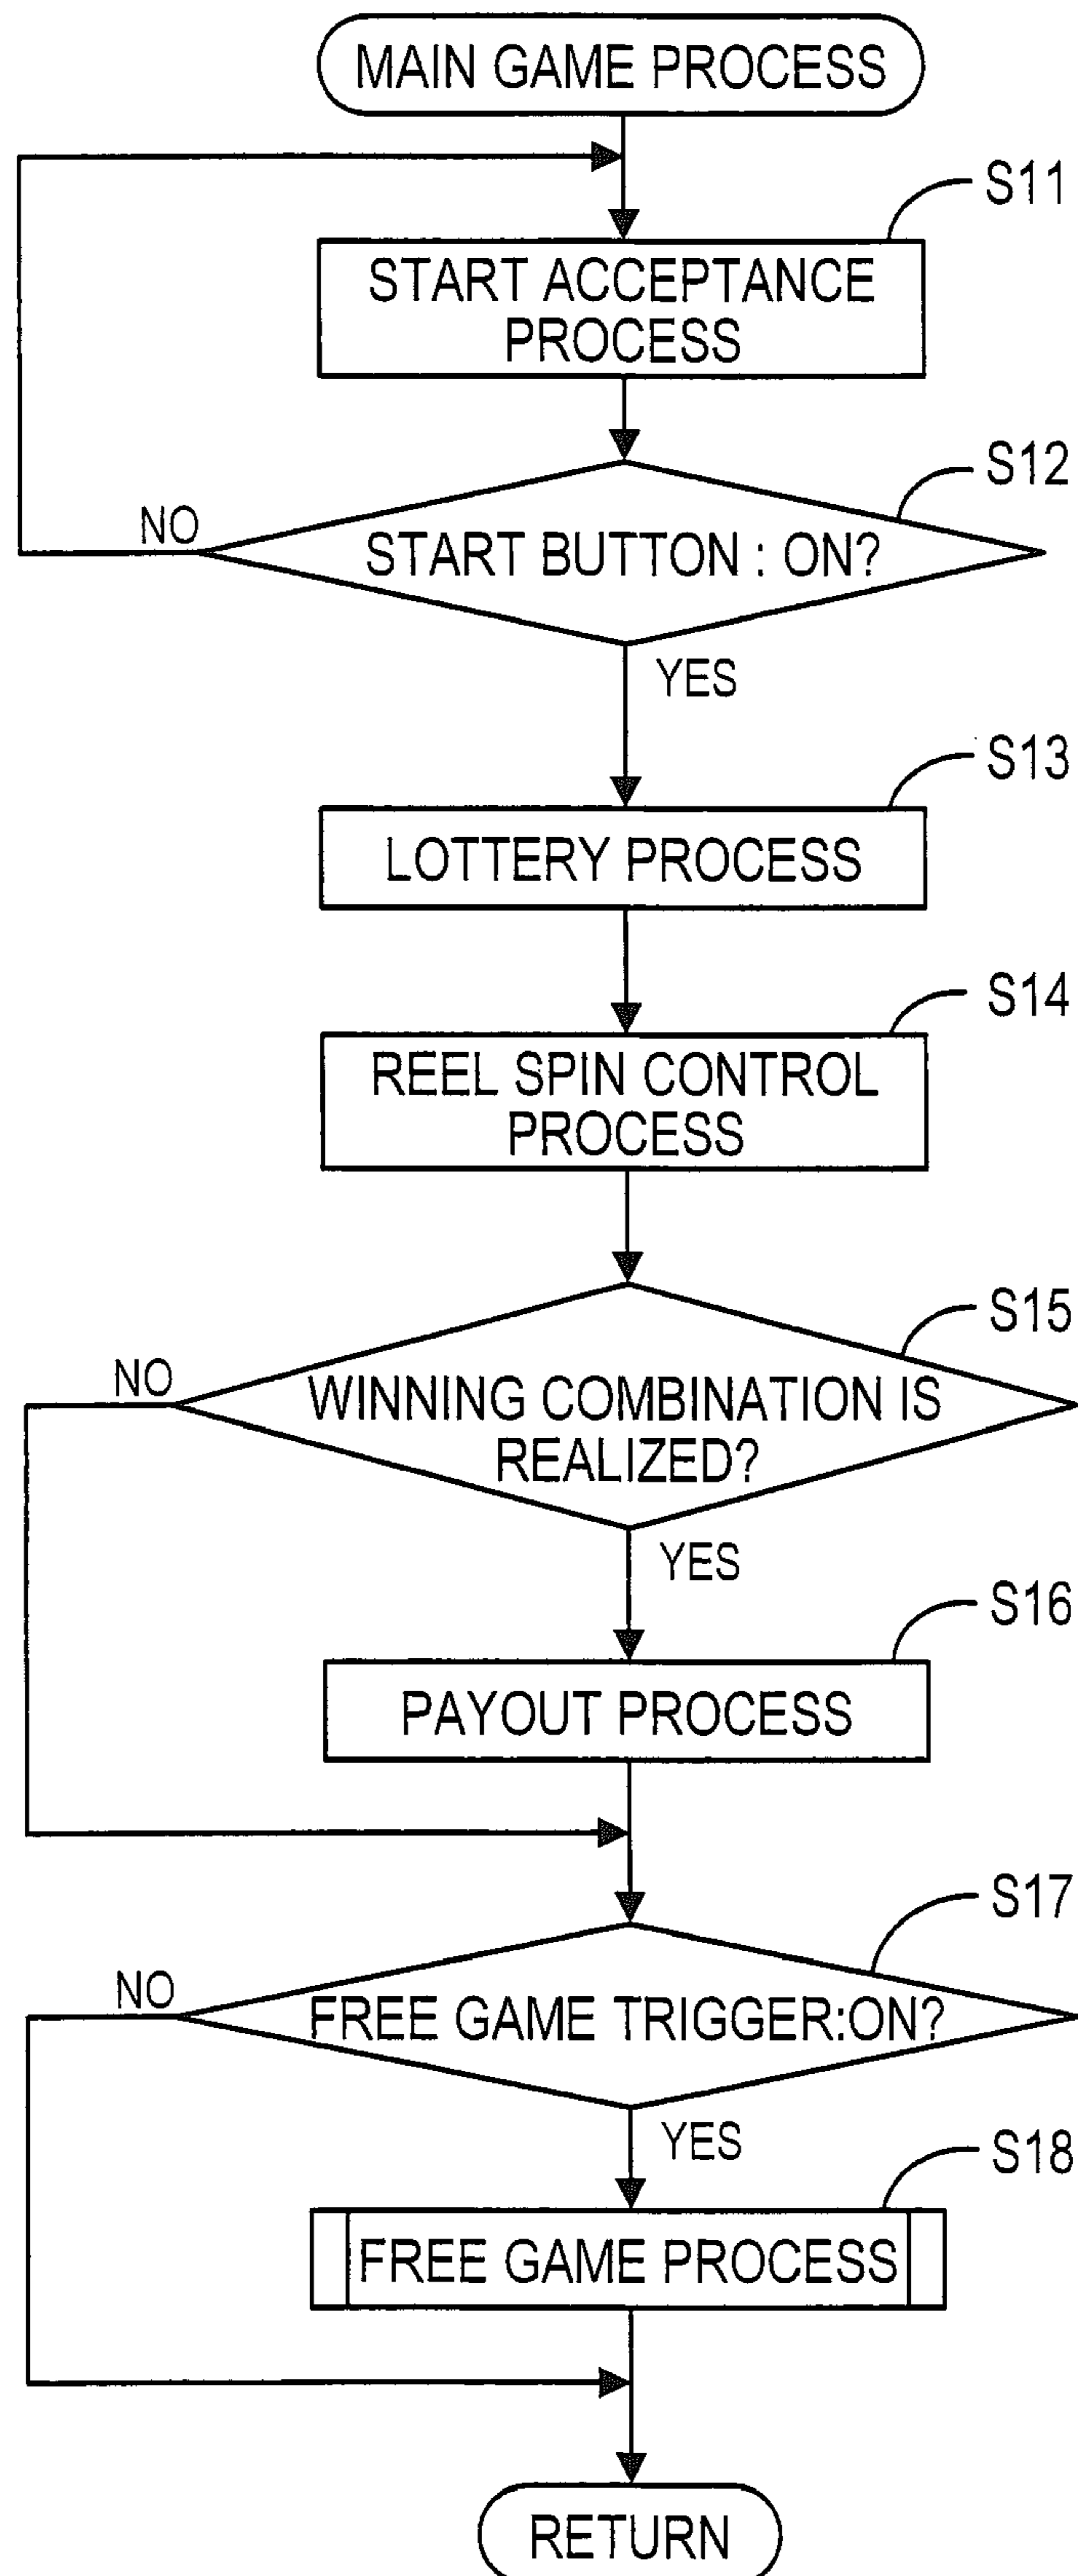 MAIN GAME PROCESS
S11
START ACCEPTANCE
PROCESS
S12
NO
START BUTTON : ON?
YES
S13
LOTTERY PROCESS
S14
REEL SPIN CONTROL
PROCESS
S15
NO
WINNING COMBINATION IS
REALIZED?
YES
S16
PAYOUT PROCESS
S17
NO
FREE GAME TRIGGER:ON?
YES
S18
FREE GAME PROCESS
RETURN